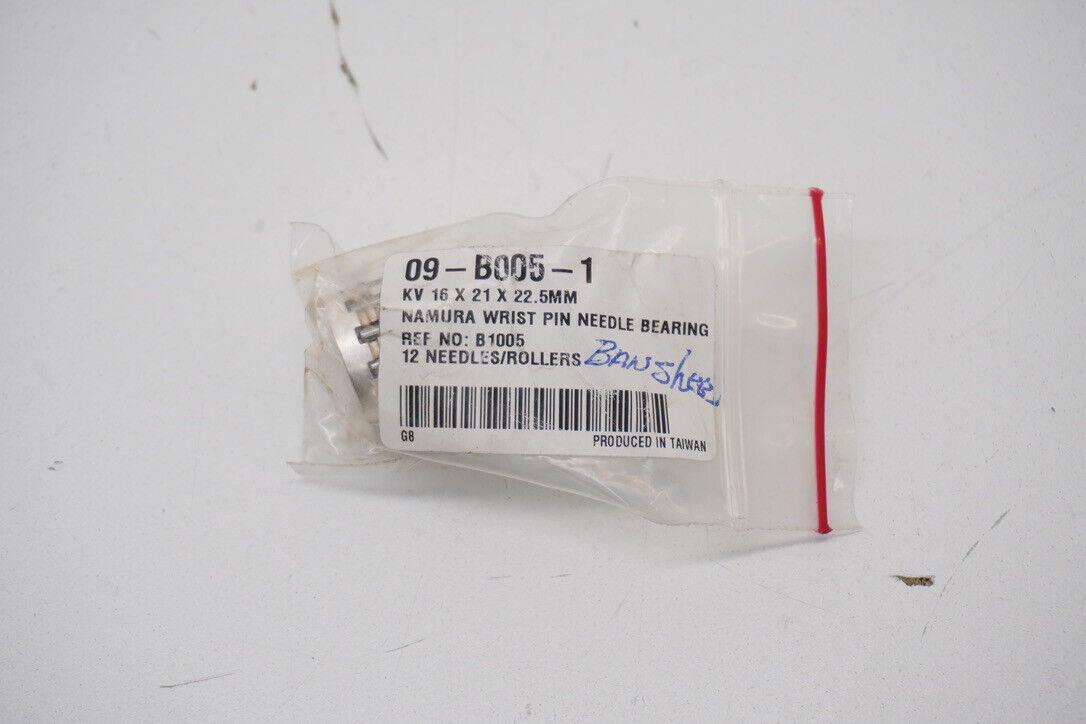 09-B005-1
KV 16 X 21 X 22.5MM
NAMURA WRIST PIN NEEDLE BEARING
REF NO: B1005
12 NEEDLES/ROLLERS Banshee
G8 PRODUCED IN TAIWAN